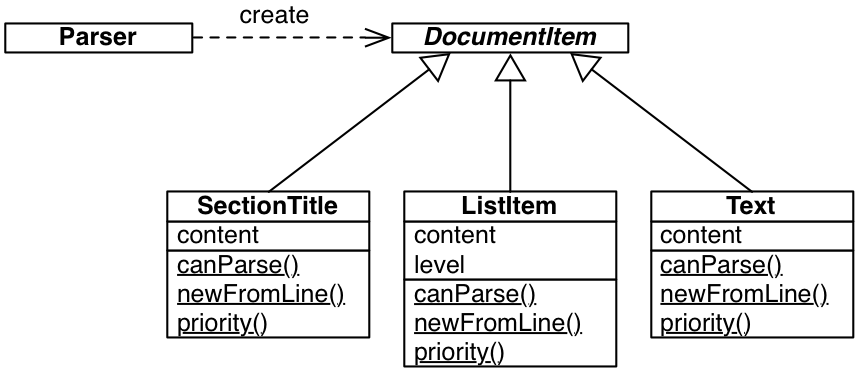 create
Parser
DocumentItem
SectionTitle
content
canParse()
newFromLine()
priority()
ListItem
content
level
canParse()
newFromLine()
priority()
Text
content
canParse()
newFromLine()
priority()